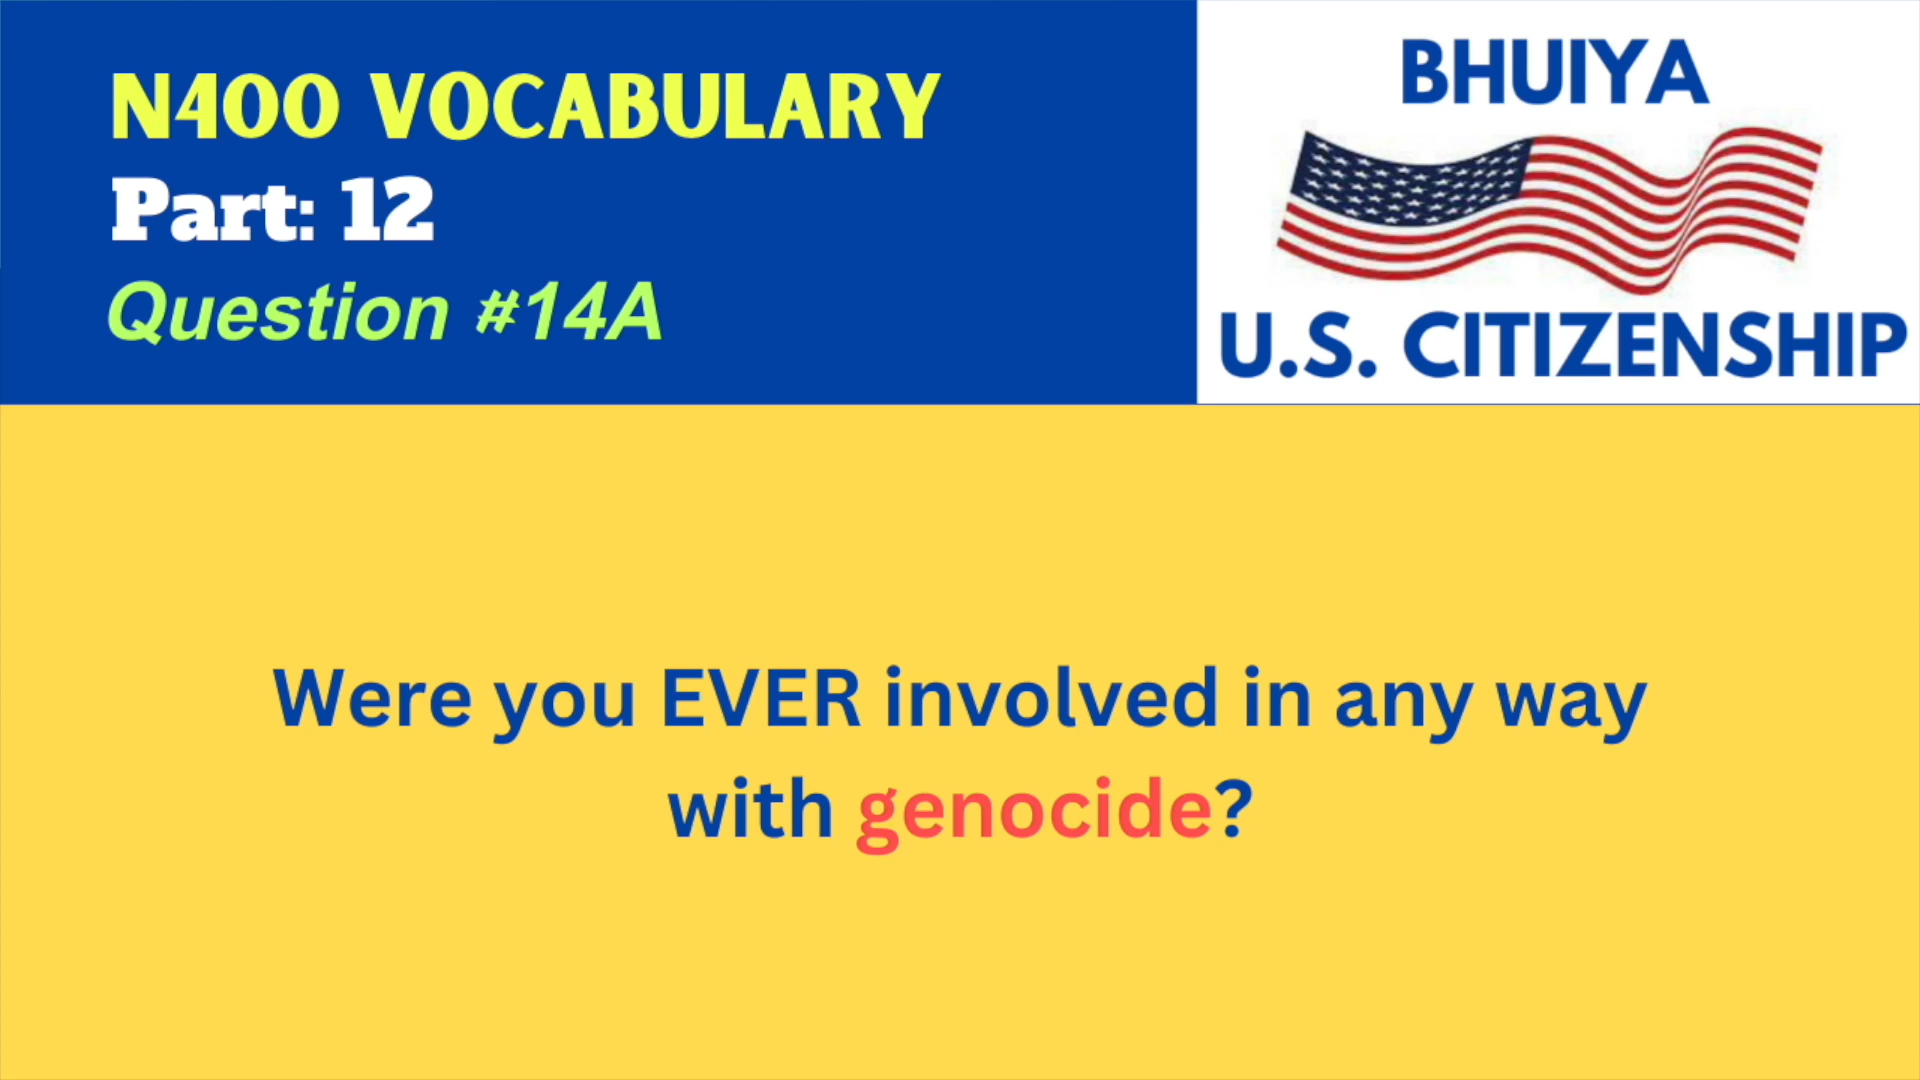 N400 VOCABULARY
Part: 12
Question #14A
BHUIYA
U.S. CITIZENSHIP
Were you EVER involved in any way
with genocide?